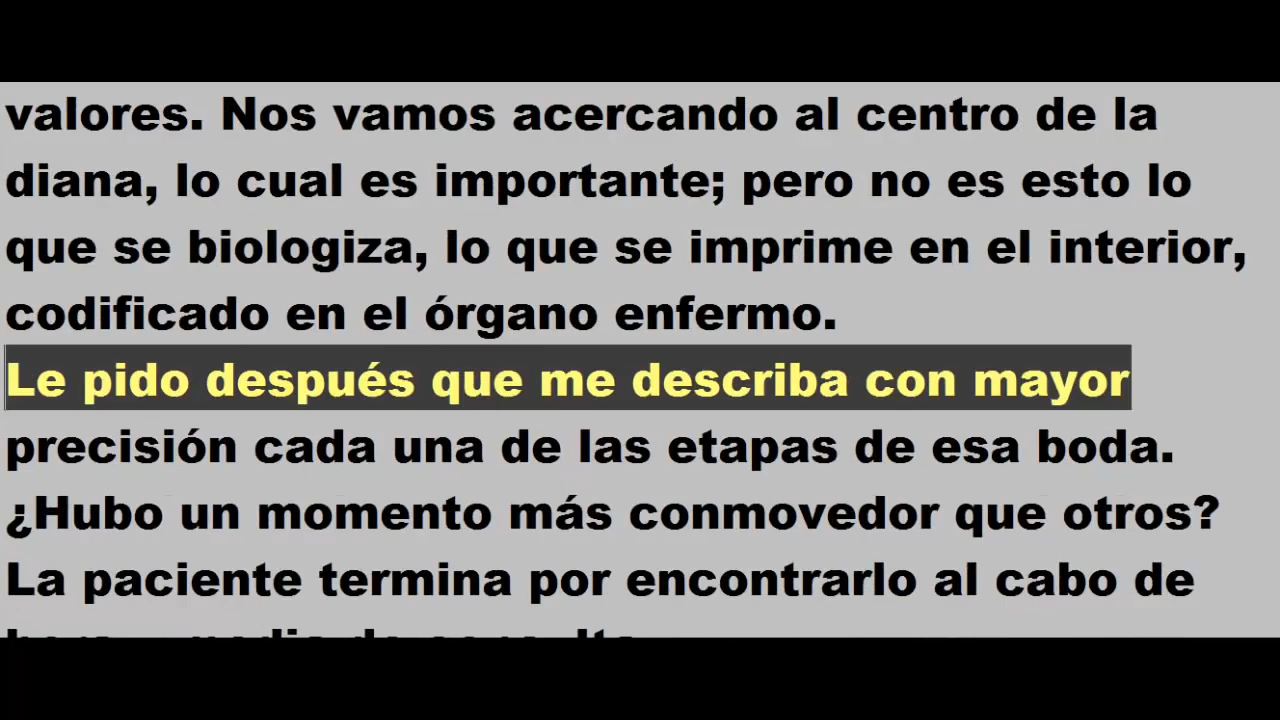 valores. Nos vamos acercando al centro de la
diana, lo cual es importante; pero no es esto lo
que se biologiza, lo que se imprime en el interior,
codificado en el órgano enfermo.
Le pido después que me describa con mayor
precisión cada una de las etapas de esa boda.
¿Hubo un momento más conmovedor que otros?
La paciente termina por encontrarlo al cabo de